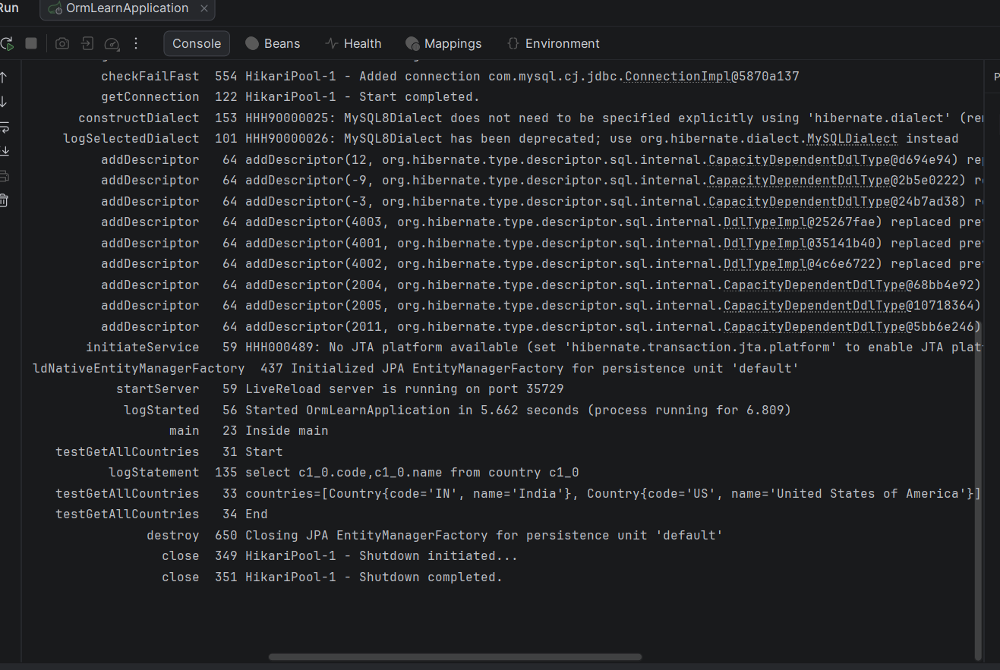 Run
OrmLearnApplication
Console Beans Health Mappings Environment
checkFailFast 554 HikariPool-1 - Added connection com.mysql.cj.jdbc.ConnectionImpl@5870a137
getConnection 122 HikariPool-1 - Start completed.
constructDialect 153 HHH90000025: MySQL8Dialect does not need to be specified explicitly using 'hibernate.dialect'
logSelectedDialect 101 HHH90000026: MySQL8Dialect has been deprecated; use org.hibernate.dialect.MySQLDialect instead
addDescriptor 64 addDescriptor(12, org.hibernate.type.descriptor.sql.internal.CapacityDependentDdlType@d694e94)
addDescriptor 64 addDescriptor(-9, org.hibernate.type.descriptor.sql.internal.CapacityDependentDdlType@2b5e0222)
addDescriptor 64 addDescriptor(-3, org.hibernate.type.descriptor.sql.internal.CapacityDependentDdlType@24b7ad38)
addDescriptor 64 addDescriptor(4003, org.hibernate.type.descriptor.sql.internal.DdlTypeImpl@25267fae) replaced
addDescriptor 64 addDescriptor(4001, org.hibernate.type.descriptor.sql.internal.DdlTypeImpl@35141b40) replaced
addDescriptor 64 addDescriptor(4002, org.hibernate.type.descriptor.sql.internal.DdlTypeImpl@4c6e6722) replaced
addDescriptor 64 addDescriptor(2004, org.hibernate.type.descriptor.sql.internal.CapacityDependentDdlType@68bb4e92)
addDescriptor 64 addDescriptor(2005, org.hibernate.type.descriptor.sql.internal.CapacityDependentDdlType@10718364)
addDescriptor 64 addDescriptor(2011, org.hibernate.type.descriptor.sql.internal.CapacityDependentDdlType@5bb6e246)
initiateService 59 HHH000489: No JTA platform available (set 'hibernate.transaction.jta.platform' to enable JTA
ldNativeEntityManagerFactory 437 Initialized JPA EntityManagerFactory for persistence unit 'default'
startServer 59 LiveReload server is running on port 35729
logStarted 56 Started OrmLearnApplication in 5.662 seconds (process running for 6.809)
main 23 Inside main
testGetAllCountries 31 Start
logStatement 135 select c1_0.code,c1_0.name from country c1_0
testGetAllCountries 33 countries=[Country{code='IN', name='India'}, Country{code='US', name='United States of America'}]
testGetAllCountries 34 End
destroy 650 Closing JPA EntityManagerFactory for persistence unit 'default'
close 349 HikariPool-1 - Shutdown initiated...
close 351 HikariPool-1 - Shutdown completed.